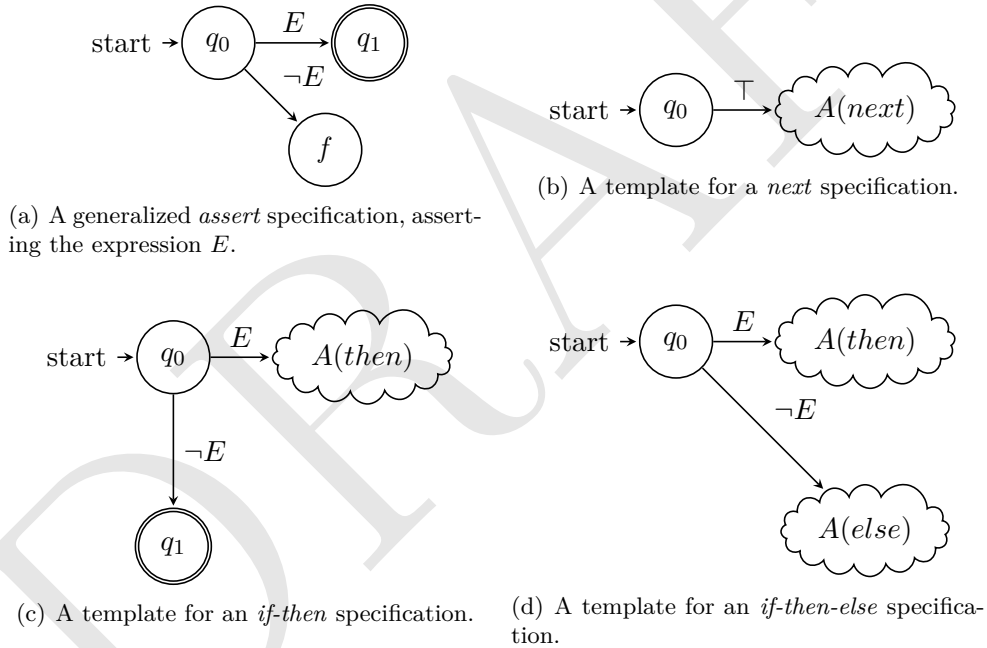 start q0 E q1
¬E
f
(a) A generalized assert specification, assert-
ing the expression E.
start q0 ⊤ A(next)
(b) A template for a next specification.
start q0 E A(then)
¬E
q1
(c) A template for an if-then specification.
start q0 E A(then)
¬E
A(else)
(d) A template for an if-then-else specifica-
tion.
DRAF